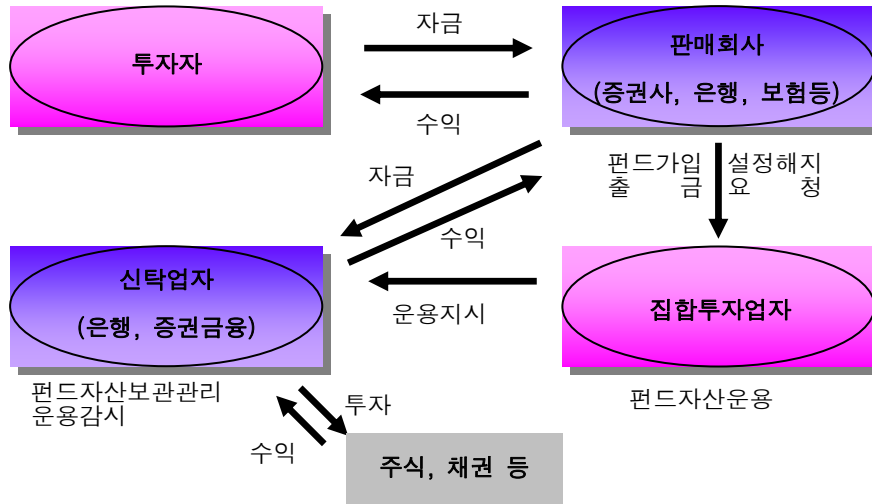 투자자
자금
수익
판매회사
(증권사, 은행, 보험등)
자금
수익
펀드가입 설정해지
출 금 요 청
신탁업자
(은행, 증권금융)
운용지시
집합투자업자
펀드자산보관관리
운용감시
펀드자산운용
투자
수익
주식, 채권 등